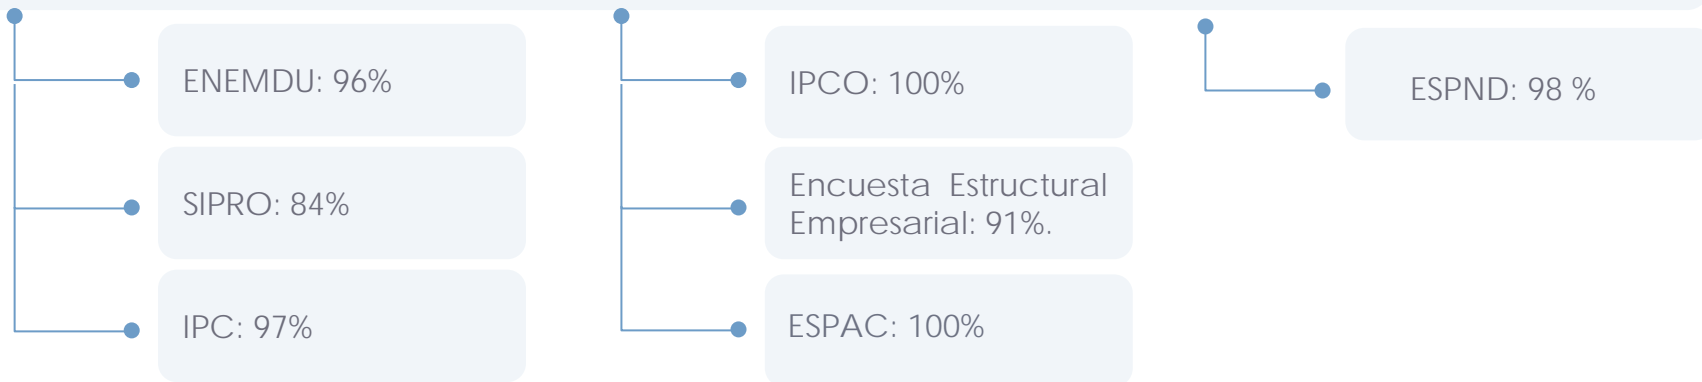 ENEMDU: 96%
SIPRO: 84%
IPC: 97%
IPCO: 100%
Encuesta Estructural
Empresarial: 91%.
ESPAC: 100%
ESPND: 98 %